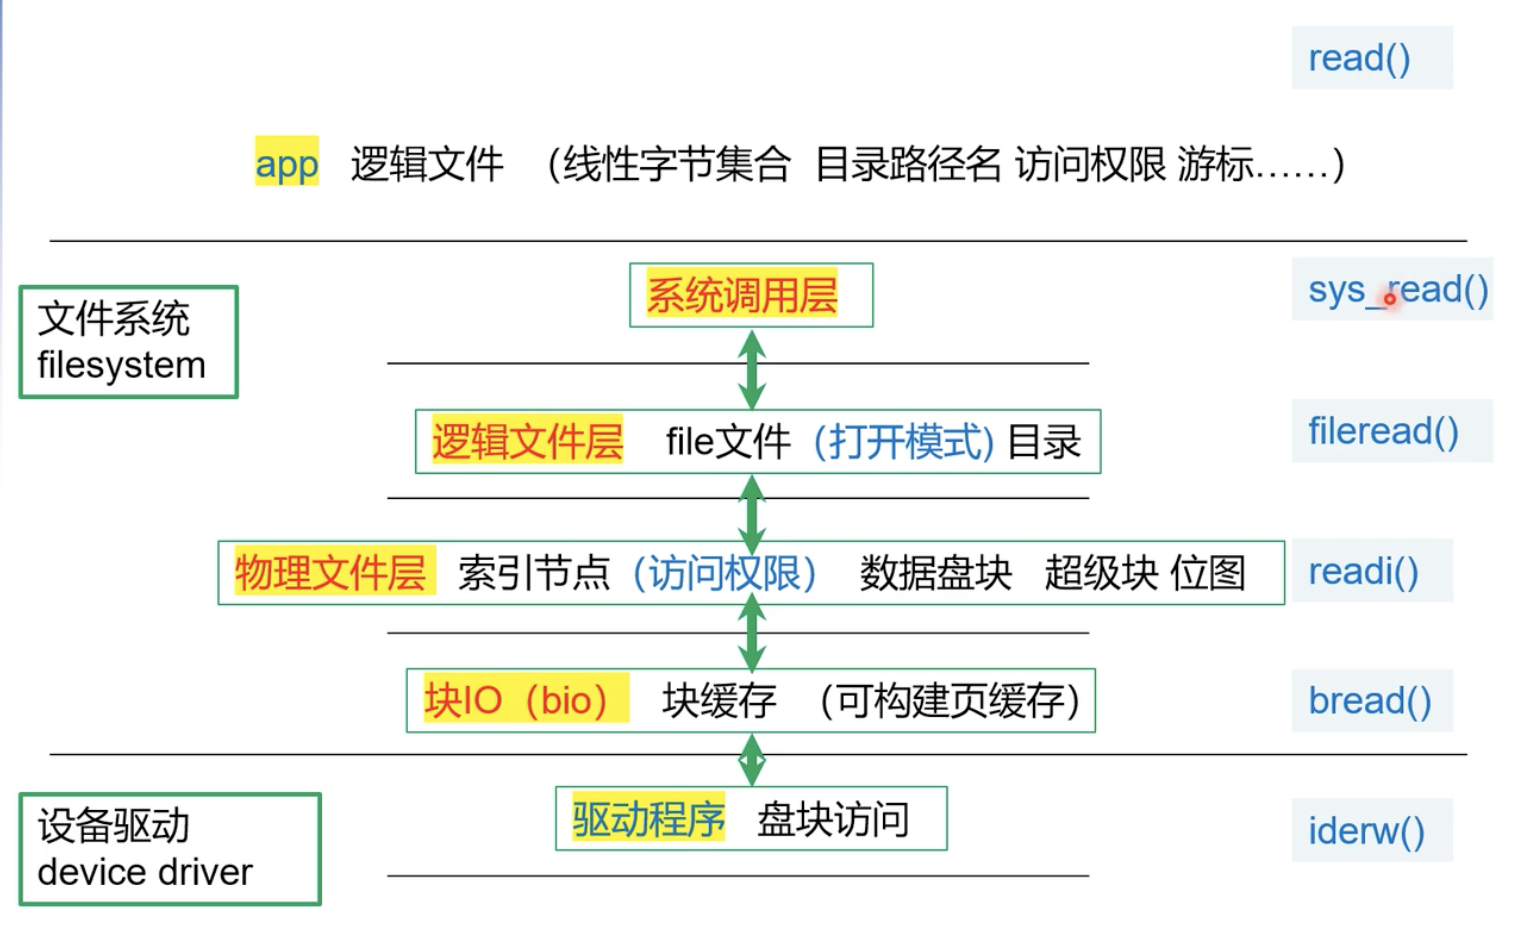 read()
app 逻辑文件 （线性字节集合 目录路径名 访问权限 游标……）
文件系统
filesystem
系统调用层
sys_read()
逻辑文件层 file文件（打开模式) 目录
fileread()
物理文件层 索引节点（访问权限） 数据盘块 超级块 位图
readi()
块IO（bio） 块缓存 （可构建页缓存）
bread()
设备驱动
device driver
驱动程序 盘块访问
iderw()